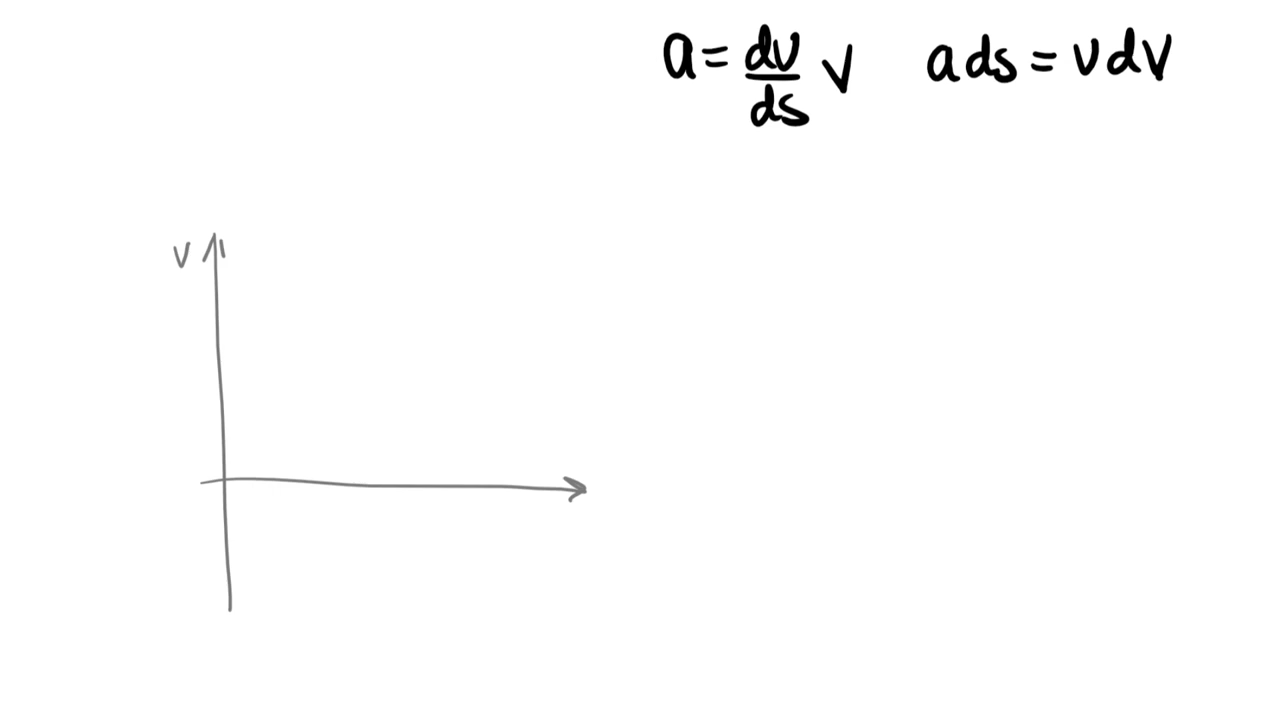 a = dv/ds v    a ds = v dv
v